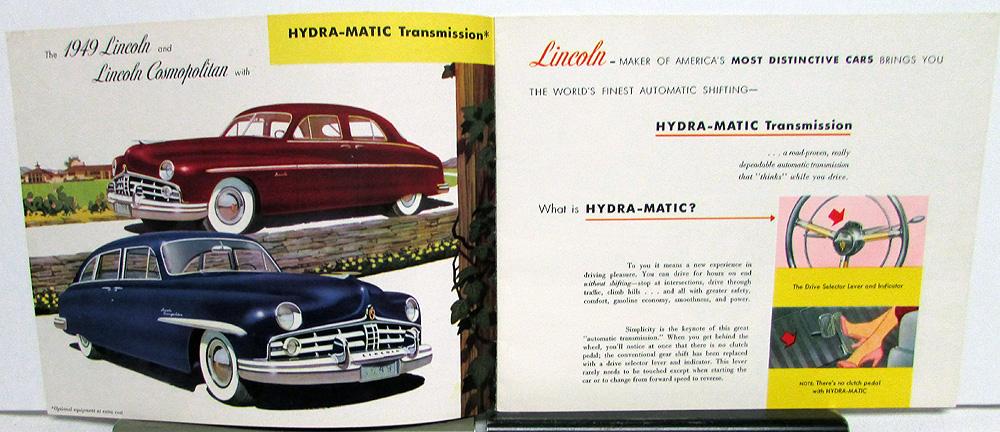 The 1949 Lincoln and
Lincoln Cosmopolitan with
HYDRA-MATIC Transmission*
LINCOLN
1949
*Optional equipment at extra cost
Lincoln – MAKER OF AMERICA'S MOST DISTINCTIVE CARS BRINGS YOU
THE WORLD'S FINEST AUTOMATIC SHIFTING—
HYDRA-MATIC Transmission
. . . a road-proven, really
dependable automatic transmission
that "thinks" while you drive.
What is HYDRA-MATIC?
To you it means a new experience in
driving pleasure. You can drive for hours on end
without shifting—stop at intersections, drive through
traffic, climb hills . . . and all with greater safety,
comfort, gasoline economy, smoothness, and power.
Simplicity is the keynote of this great
"automatic transmission." When you get behind the
wheel, you'll notice at once that there is no clutch
pedal; the conventional gear shift has been replaced
with a drive selector lever and indicator. This lever
rarely needs to be touched except when starting the
car or to change from forward speed to reverse.
The Drive Selector Lever and Indicator
NOTE: There's no clutch pedal
with HYDRA-MATIC